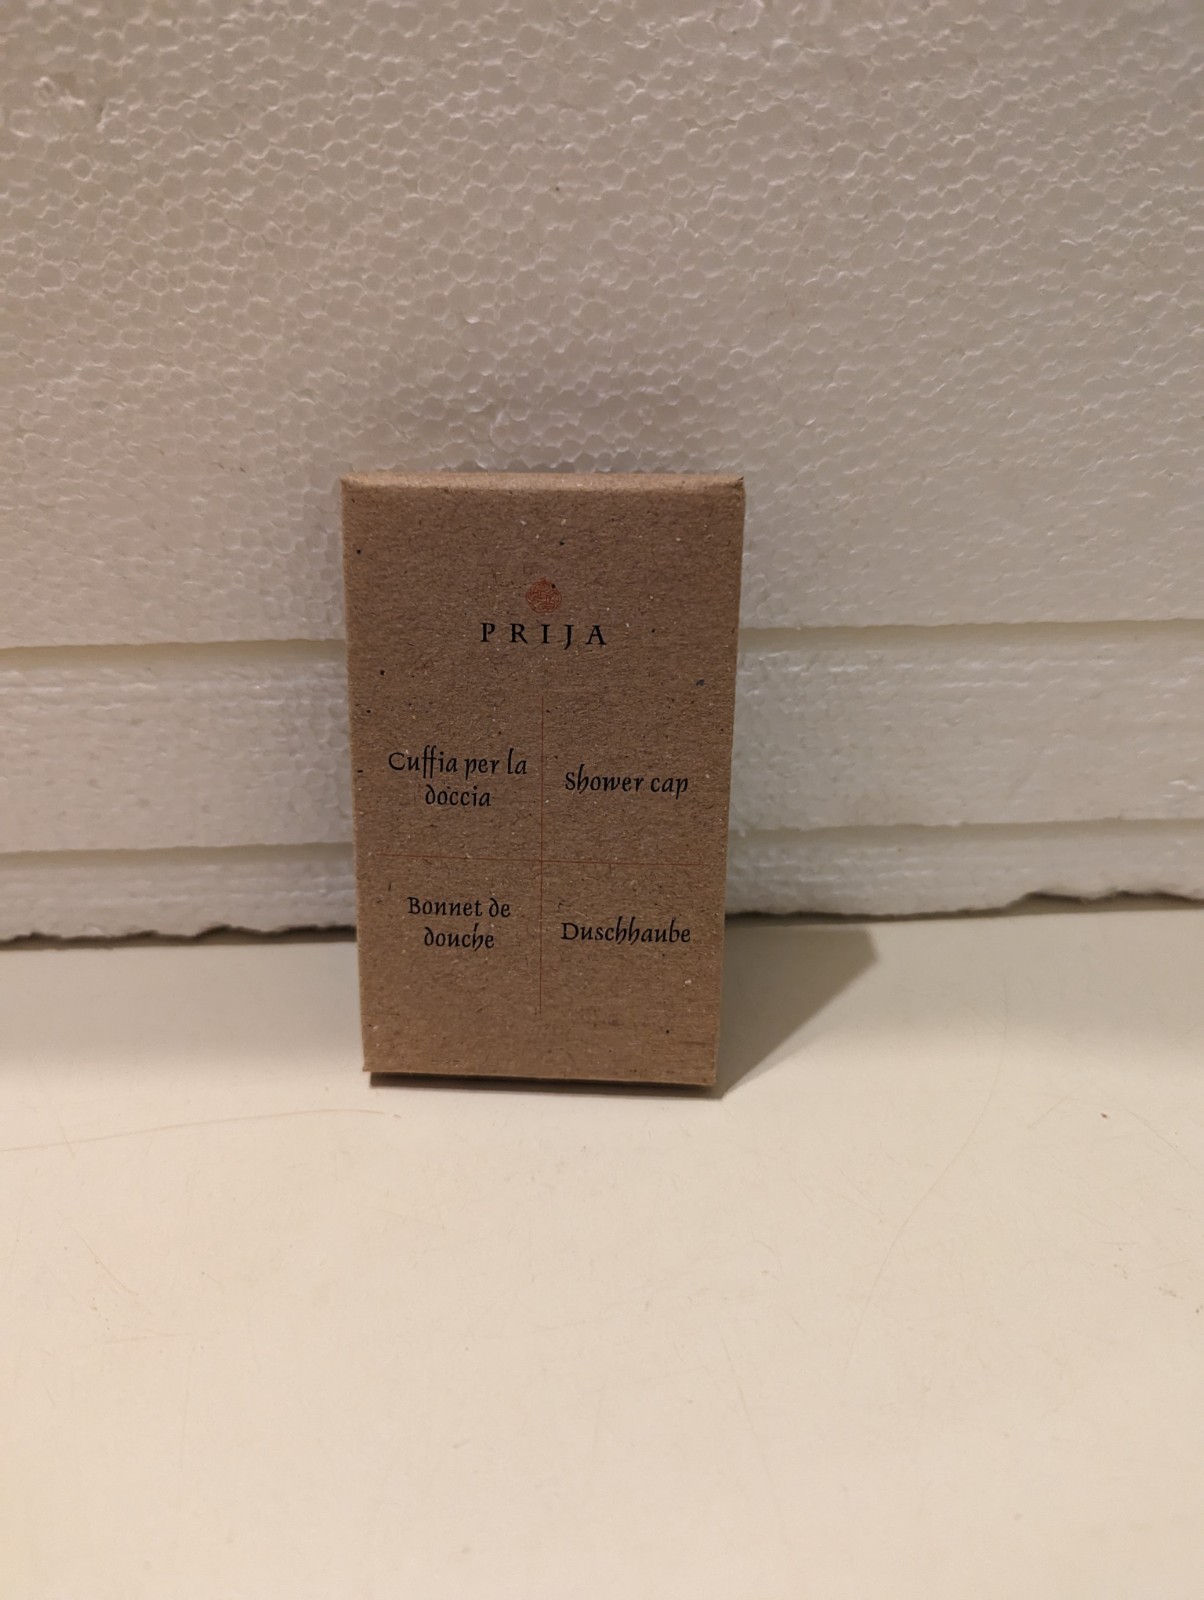 PRIJA
Cuffia per la
doccia
Shower cap
Bonnet de
douche
Duschhaube